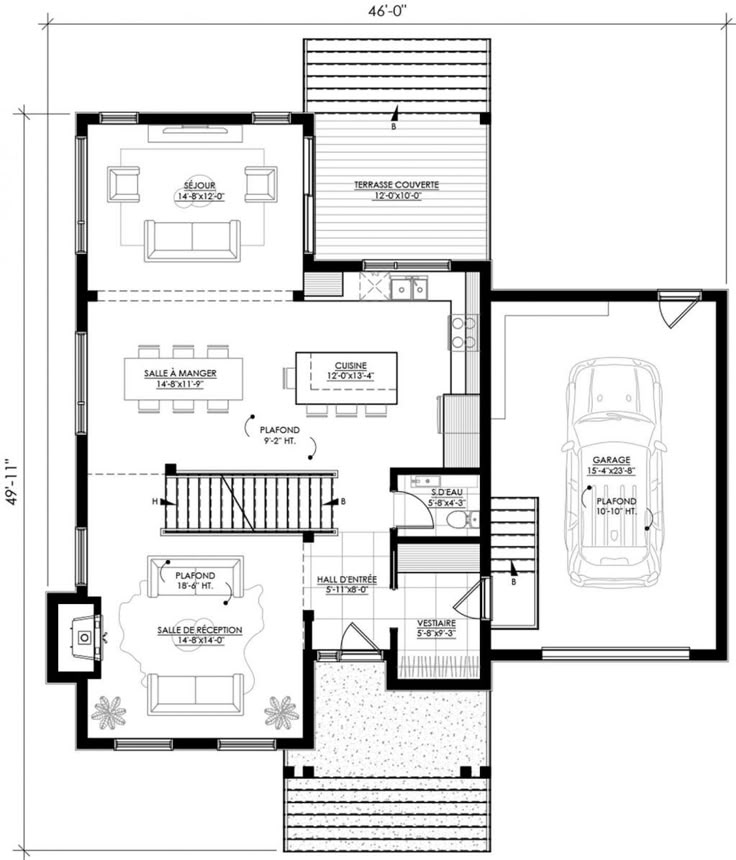 46'-0"
49'-11"
B
SÉJOUR
14'-8"x12'-0"
TERRASSE COUVERTE
12'-0"x10'-0"
SALLE À MANGER
14'-8"x11'-9"
CUISINE
12'-0"x13'-4"
PLAFOND
9'-2" HT.
GARAGE
15'-4"x23'-8"
PLAFOND
10'-10" HT.
H
B
S.D'EAU
5'-8"x4'-3"
B
PLAFOND
18'-6" HT.
HALL D'ENTRÉE
5'-11"x8'-0"
SALLE DE RÉCEPTION
14'-8"x14'-0"
VESTIAIRE
5'-8"x9'-3"